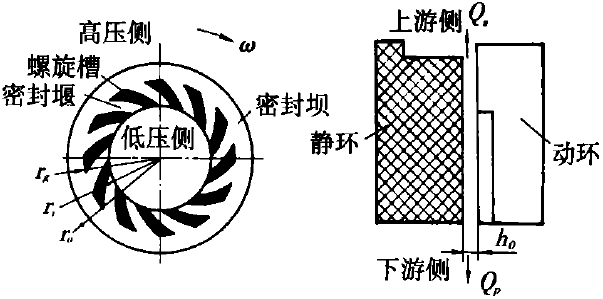 高压侧
ω
螺旋槽
密封堰
密封坝
低压侧
r_g
r_i
r_o
上游侧
Q_s
静环
动环
h_0
下游侧
Q_p